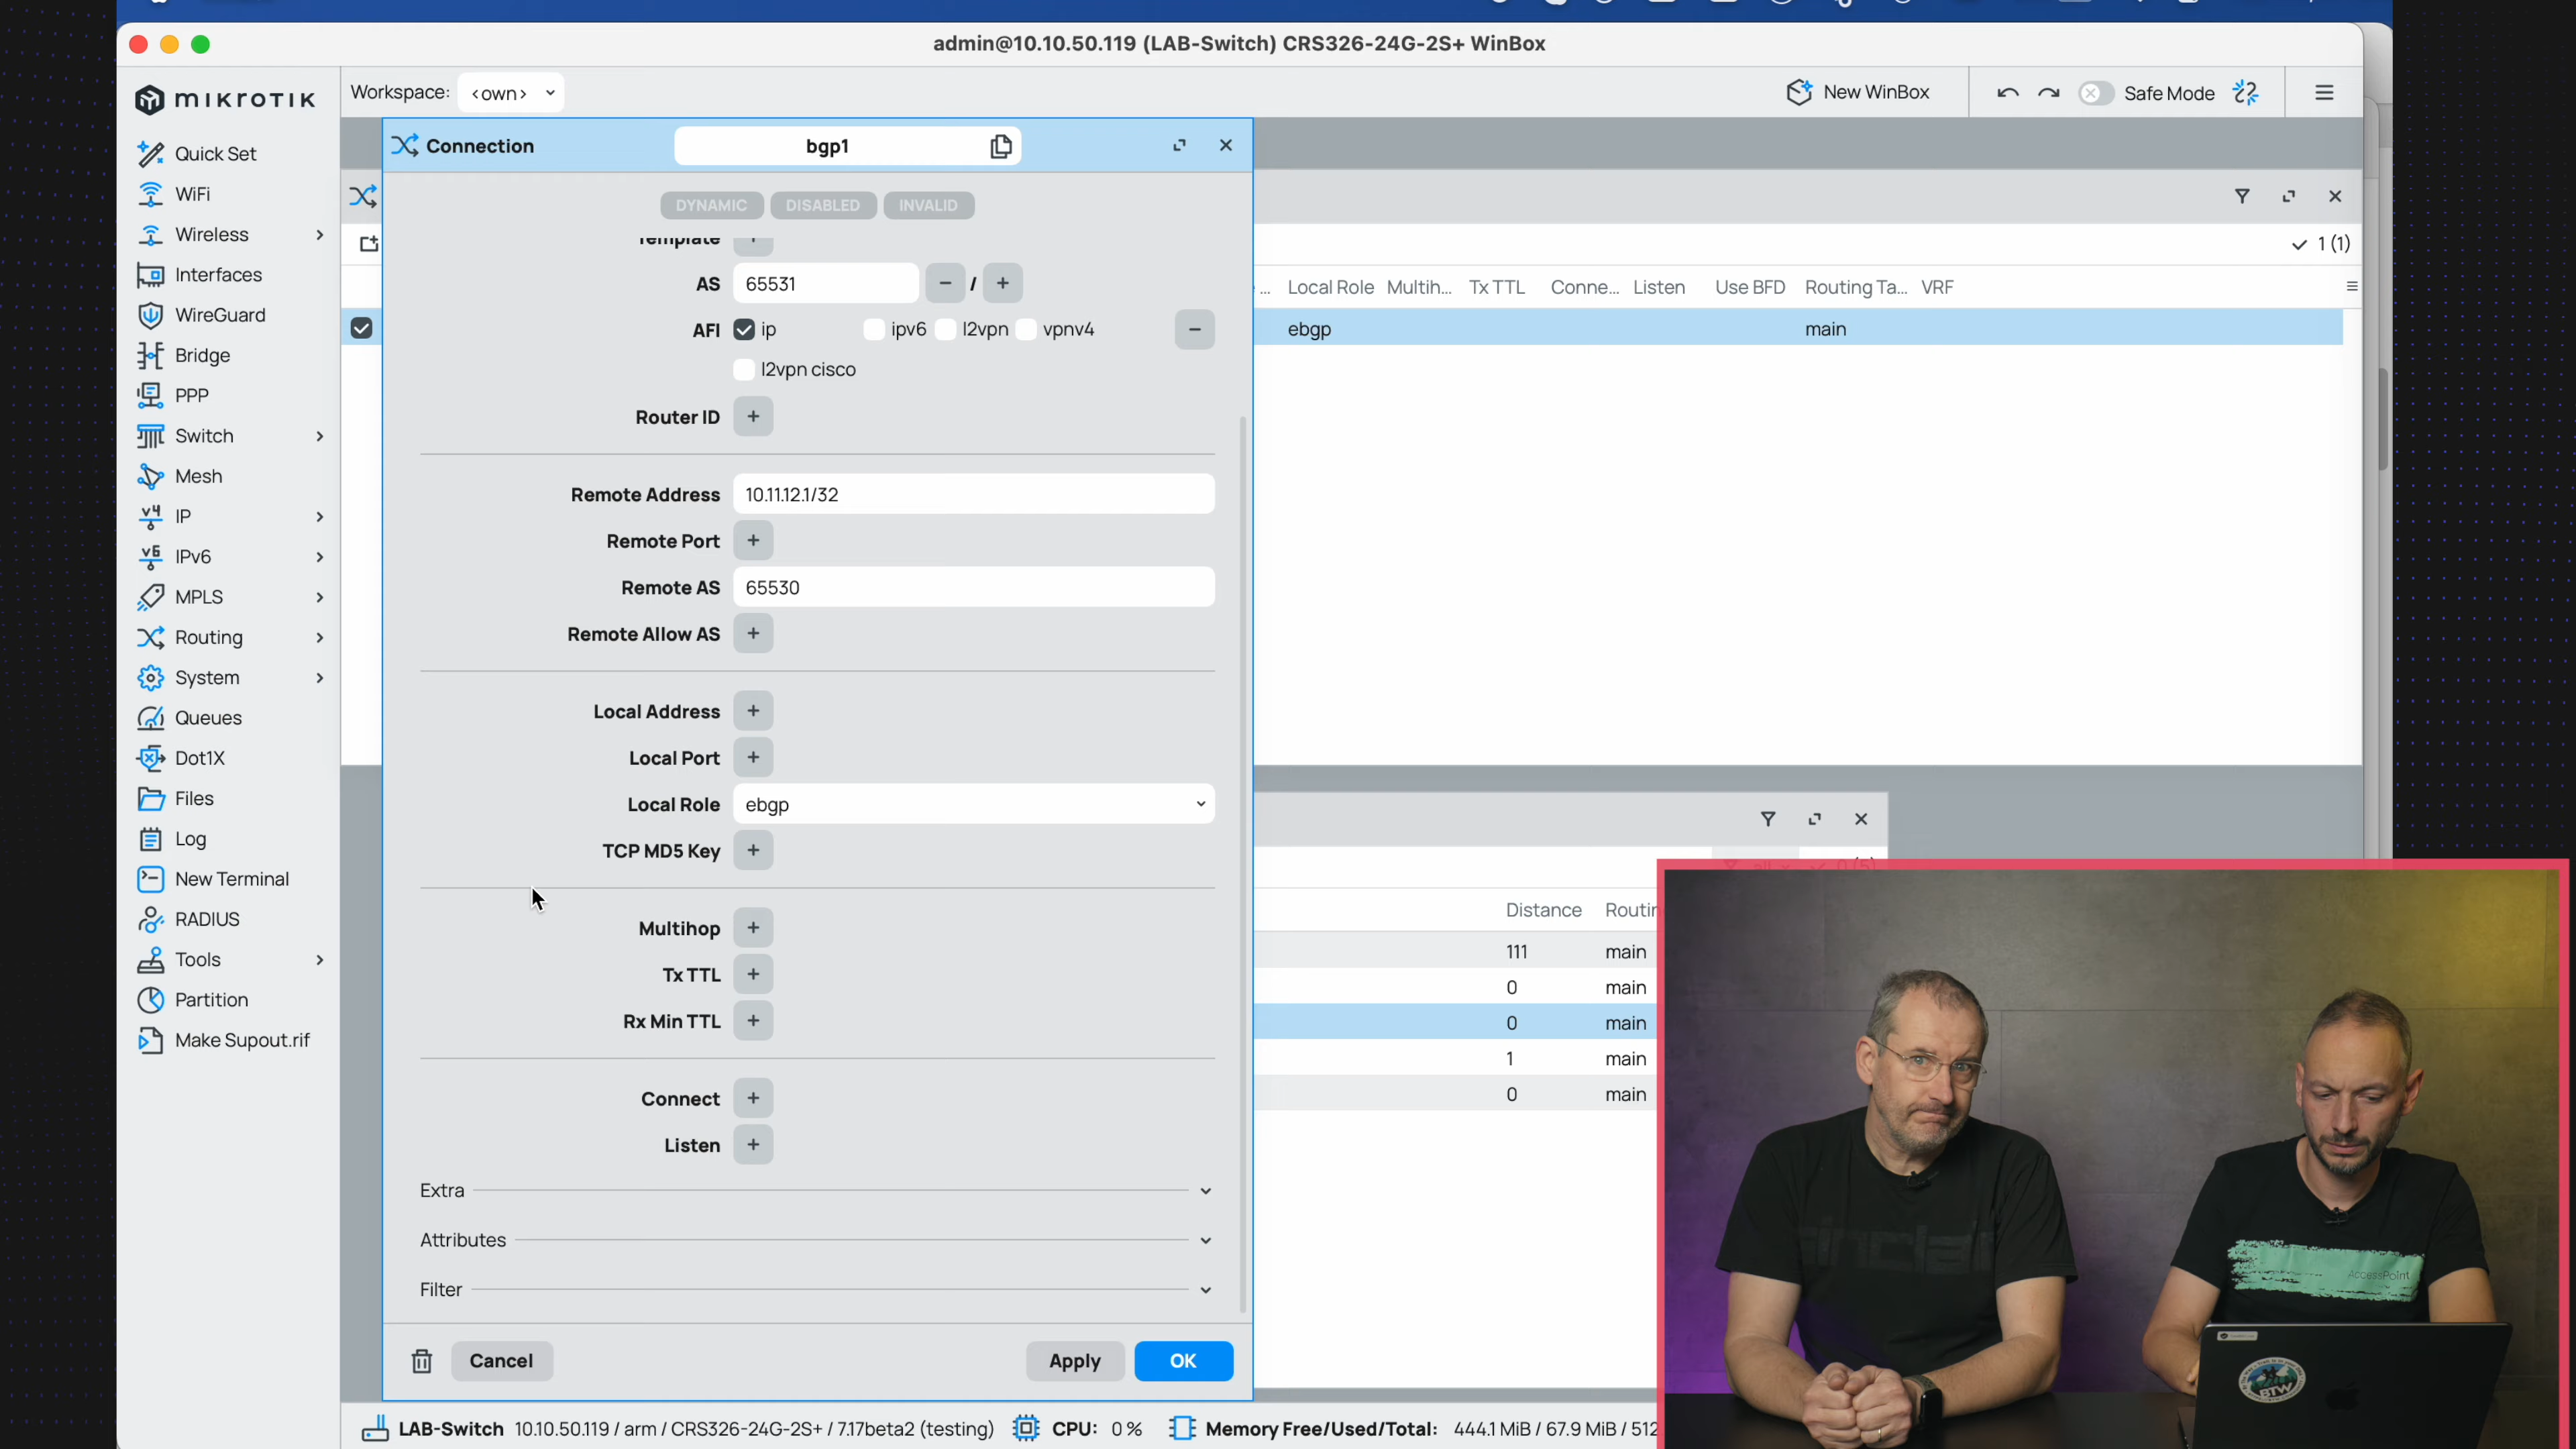 admin@10.10.50.119 (LAB-Switch) CRS326-24G-2S+ WinBox
mikrotik
Workspace: <own>
New WinBox
Safe Mode
Quick Set
WiFi
Wireless
Interfaces
WireGuard
Bridge
PPP
Switch
Mesh
IP
IPv6
MPLS
Routing
System
Queues
Dot1X
Files
Log
New Terminal
RADIUS
Tools
Partition
Make Supout.rif
Connection bgp1
DYNAMIC DISABLED INVALID
Template
AS 65531 - / +
AFI ip ipv6 l2vpn vpnv4 -
l2vpn cisco
Router ID +
Remote Address 10.11.12.1/32
Remote Port +
Remote AS 65530
Remote Allow AS +
Local Address +
Local Port +
Local Role ebgp
TCP MD5 Key +
Multihop +
Tx TTL +
Rx Min TTL +
Connect +
Listen +
Extra
Attributes
Filter
Cancel Apply OK
1 (1)
... Local Role Multih... Tx TTL Conne... Listen Use BFD Routing Ta... VRF
ebgp main
Distance Routin
111 main
0 main
0 main
1 main
0 main
AccessPoint
BTW
LAB-Switch 10.10.50.119 / arm / CRS326-24G-2S+ / 7.17beta2 (testing) CPU: 0 % Memory Free/Used/Total: 444.1 MiB / 67.9 MiB / 512